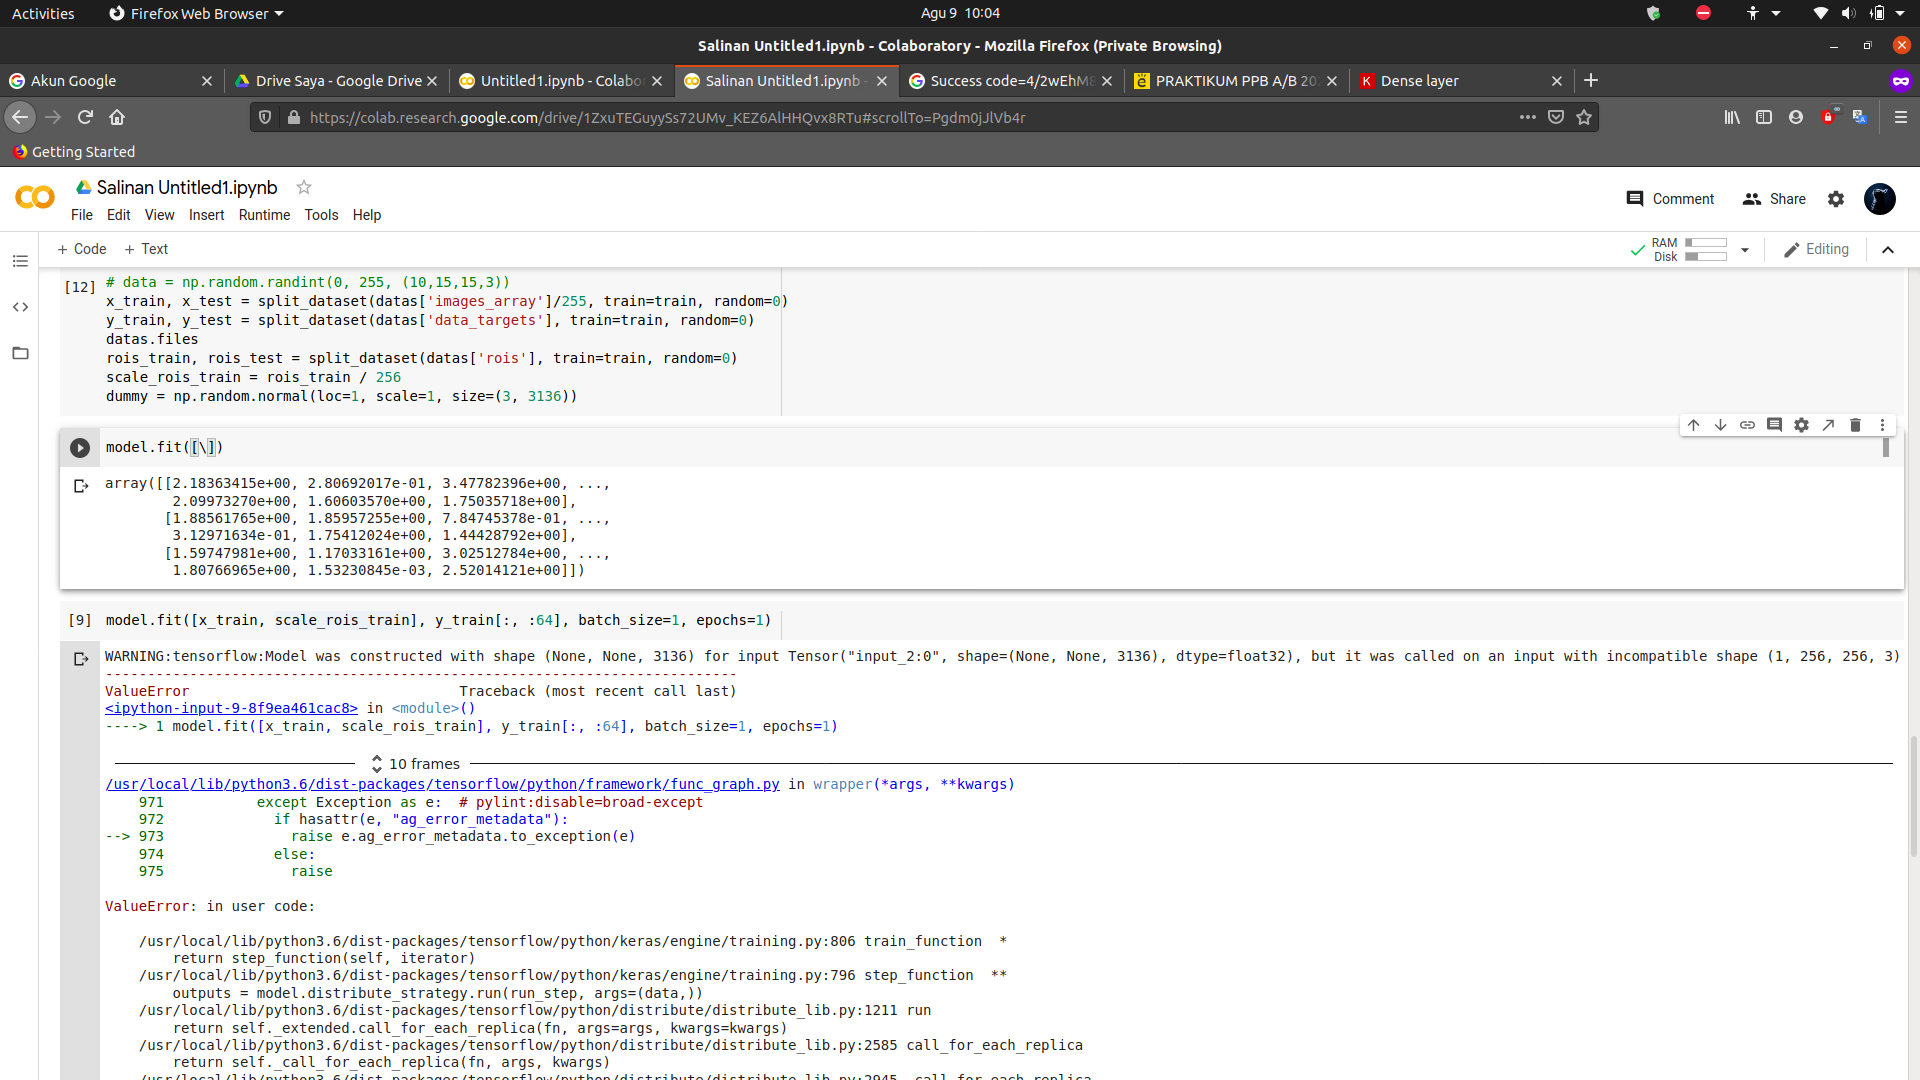 Activities
Firefox Web Browser
Agu 9 10:04
Salinan Untitled1.ipynb - Colaboratory - Mozilla Firefox (Private Browsing)
Akun Google
Drive Saya - Google Drive
Untitled1.ipynb - Colabo
Salinan Untitled1.ipynb -
Success code=4/2wEhM8
PRAKTIKUM PPB A/B 20
Dense layer
https://colab.research.google.com/drive/1ZxuTEGuyySs72UMv_KEZ6AlHHQvx8RTu#scrollTo=Pgdm0jJlVb4r
Getting Started
Salinan Untitled1.ipynb
File Edit View Insert Runtime Tools Help
Comment
Share
+ Code + Text
RAM
Disk
Editing
[12] # data = np.random.randint(0, 255, (10,15,15,3))
x_train, x_test = split_dataset(datas['images_array']/255, train=train, random=0)
y_train, y_test = split_dataset(datas['data_targets'], train=train, random=0)
datas.files
rois_train, rois_test = split_dataset(datas['rois'], train=train, random=0)
scale_rois_train = rois_train / 256
dummy = np.random.normal(loc=1, scale=1, size=(3, 3136))
model.fit([\])
array([[2.18363415e+00, 2.80692017e-01, 3.47782396e+00, ...,
2.09973270e+00, 1.60603570e+00, 1.75035718e+00],
[1.88561765e+00, 1.85957255e+00, 7.84745378e-01, ...,
3.12971634e-01, 1.75412024e+00, 1.44428792e+00],
[1.59747981e+00, 1.17033161e+00, 3.02512784e+00, ...,
1.80766965e+00, 1.53230845e-03, 2.52014121e+00]])
[9] model.fit([x_train, scale_rois_train], y_train[:, :64], batch_size=1, epochs=1)
WARNING:tensorflow:Model was constructed with shape (None, None, 3136) for input Tensor("input_2:0", shape=(None, None, 3136), dtype=float32), but it was called on an input with incompatible shape (1, 256, 256, 3)
---------------------------------------------------------------------------
ValueError Traceback (most recent call last)
<ipython-input-9-8f9ea461cac8> in <module>()
----> 1 model.fit([x_train, scale_rois_train], y_train[:, :64], batch_size=1, epochs=1)
10 frames
/usr/local/lib/python3.6/dist-packages/tensorflow/python/framework/func_graph.py in wrapper(*args, **kwargs)
971 except Exception as e: # pylint:disable=broad-except
972 if hasattr(e, "ag_error_metadata"):
--> 973 raise e.ag_error_metadata.to_exception(e)
974 else:
975 raise
ValueError: in user code:
/usr/local/lib/python3.6/dist-packages/tensorflow/python/keras/engine/training.py:806 train_function *
return step_function(self, iterator)
/usr/local/lib/python3.6/dist-packages/tensorflow/python/keras/engine/training.py:796 step_function **
outputs = model.distribute_strategy.run(run_step, args=(data,))
/usr/local/lib/python3.6/dist-packages/tensorflow/python/distribute/distribute_lib.py:1211 run
return self._extended.call_for_each_replica(fn, args=args, kwargs=kwargs)
/usr/local/lib/python3.6/dist-packages/tensorflow/python/distribute/distribute_lib.py:2585 call_for_each_replica
return self._call_for_each_replica(fn, args, kwargs)
/usr/local/lib/python3.6/dist-packages/tensorflow/python/distribute/distribute_lib.py:2945 _call_for_each_replica